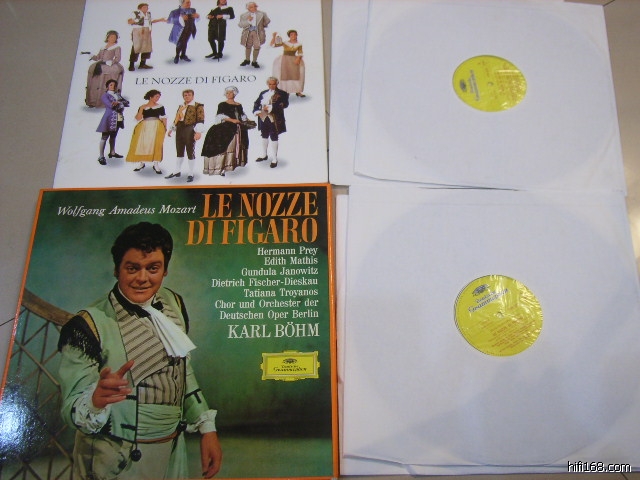 LE NOZZE DI FIGARO
Wolfgang Amadeus Mozart LE NOZZE
DI FIGARO
Hermann Prey
Edith Mathis
Gundula Janowitz
Dietrich Fischer-Dieskau
Tatiana Troyanos
Chor und Orchester der
Deutschen Oper Berlin
KARL BÖHM
Deutsche
Grammophon
hifi168.com